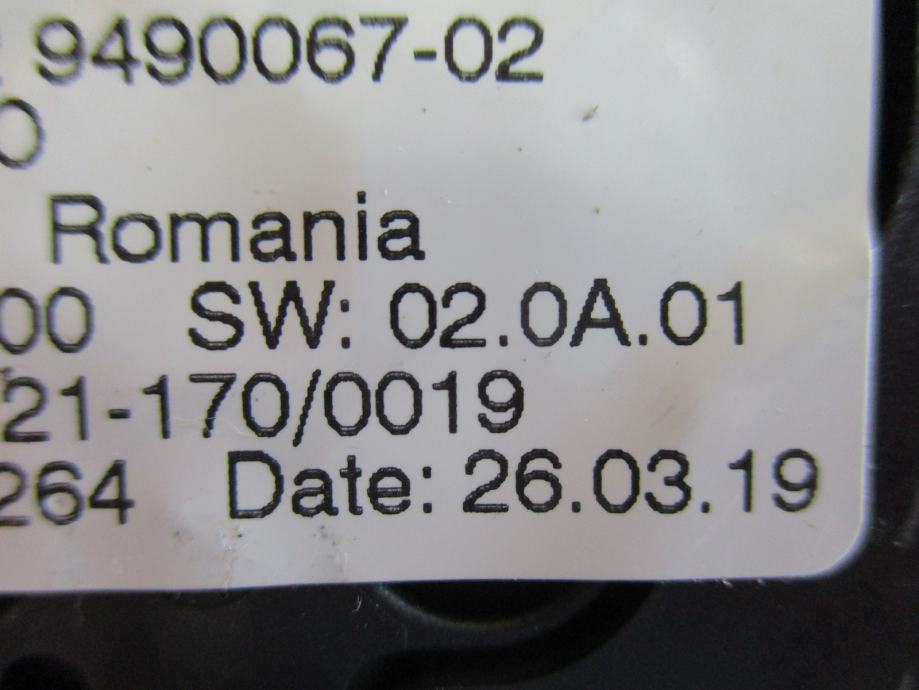 9490067-02
O
Romania
00 SW: 02.0A.01
21-170/0019
264 Date: 26.03.19